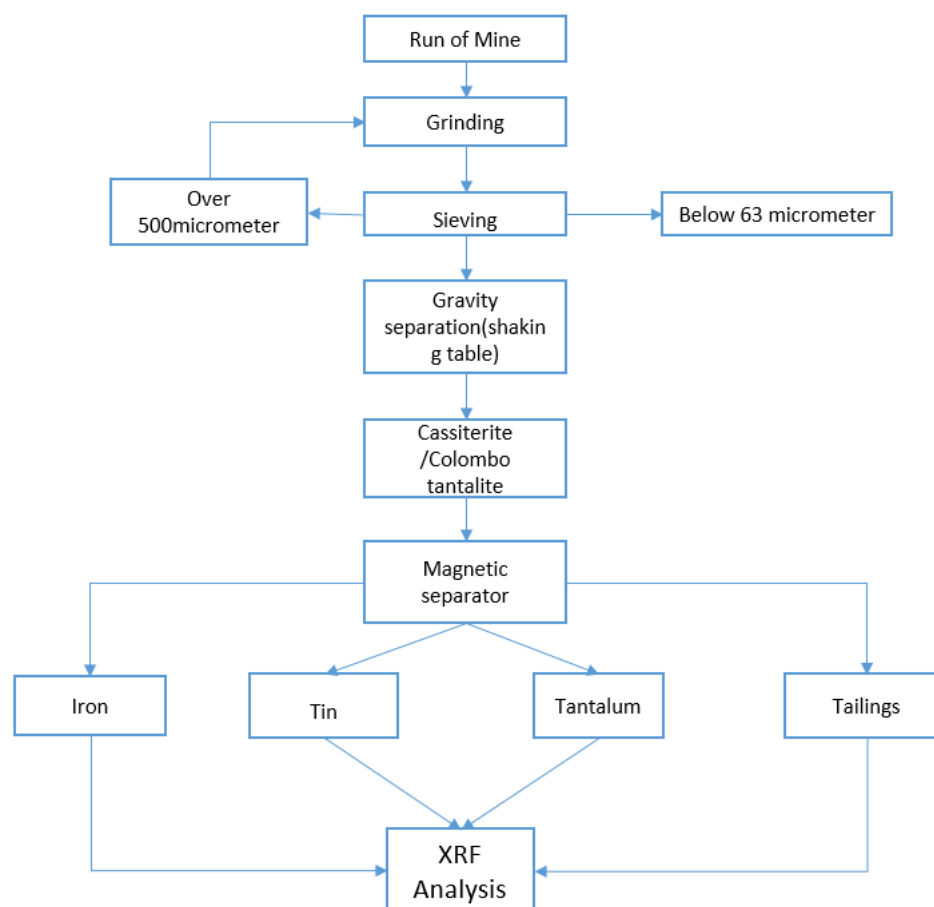 Run of Mine
Grinding
Over
500micrometer
Sieving
Below 63 micrometer
Gravity
separation(shakin
g table)
Cassiterite
/Colombo
tantalite
Magnetic
separator
Iron
Tin
Tantalum
Tailings
XRF
Analysis